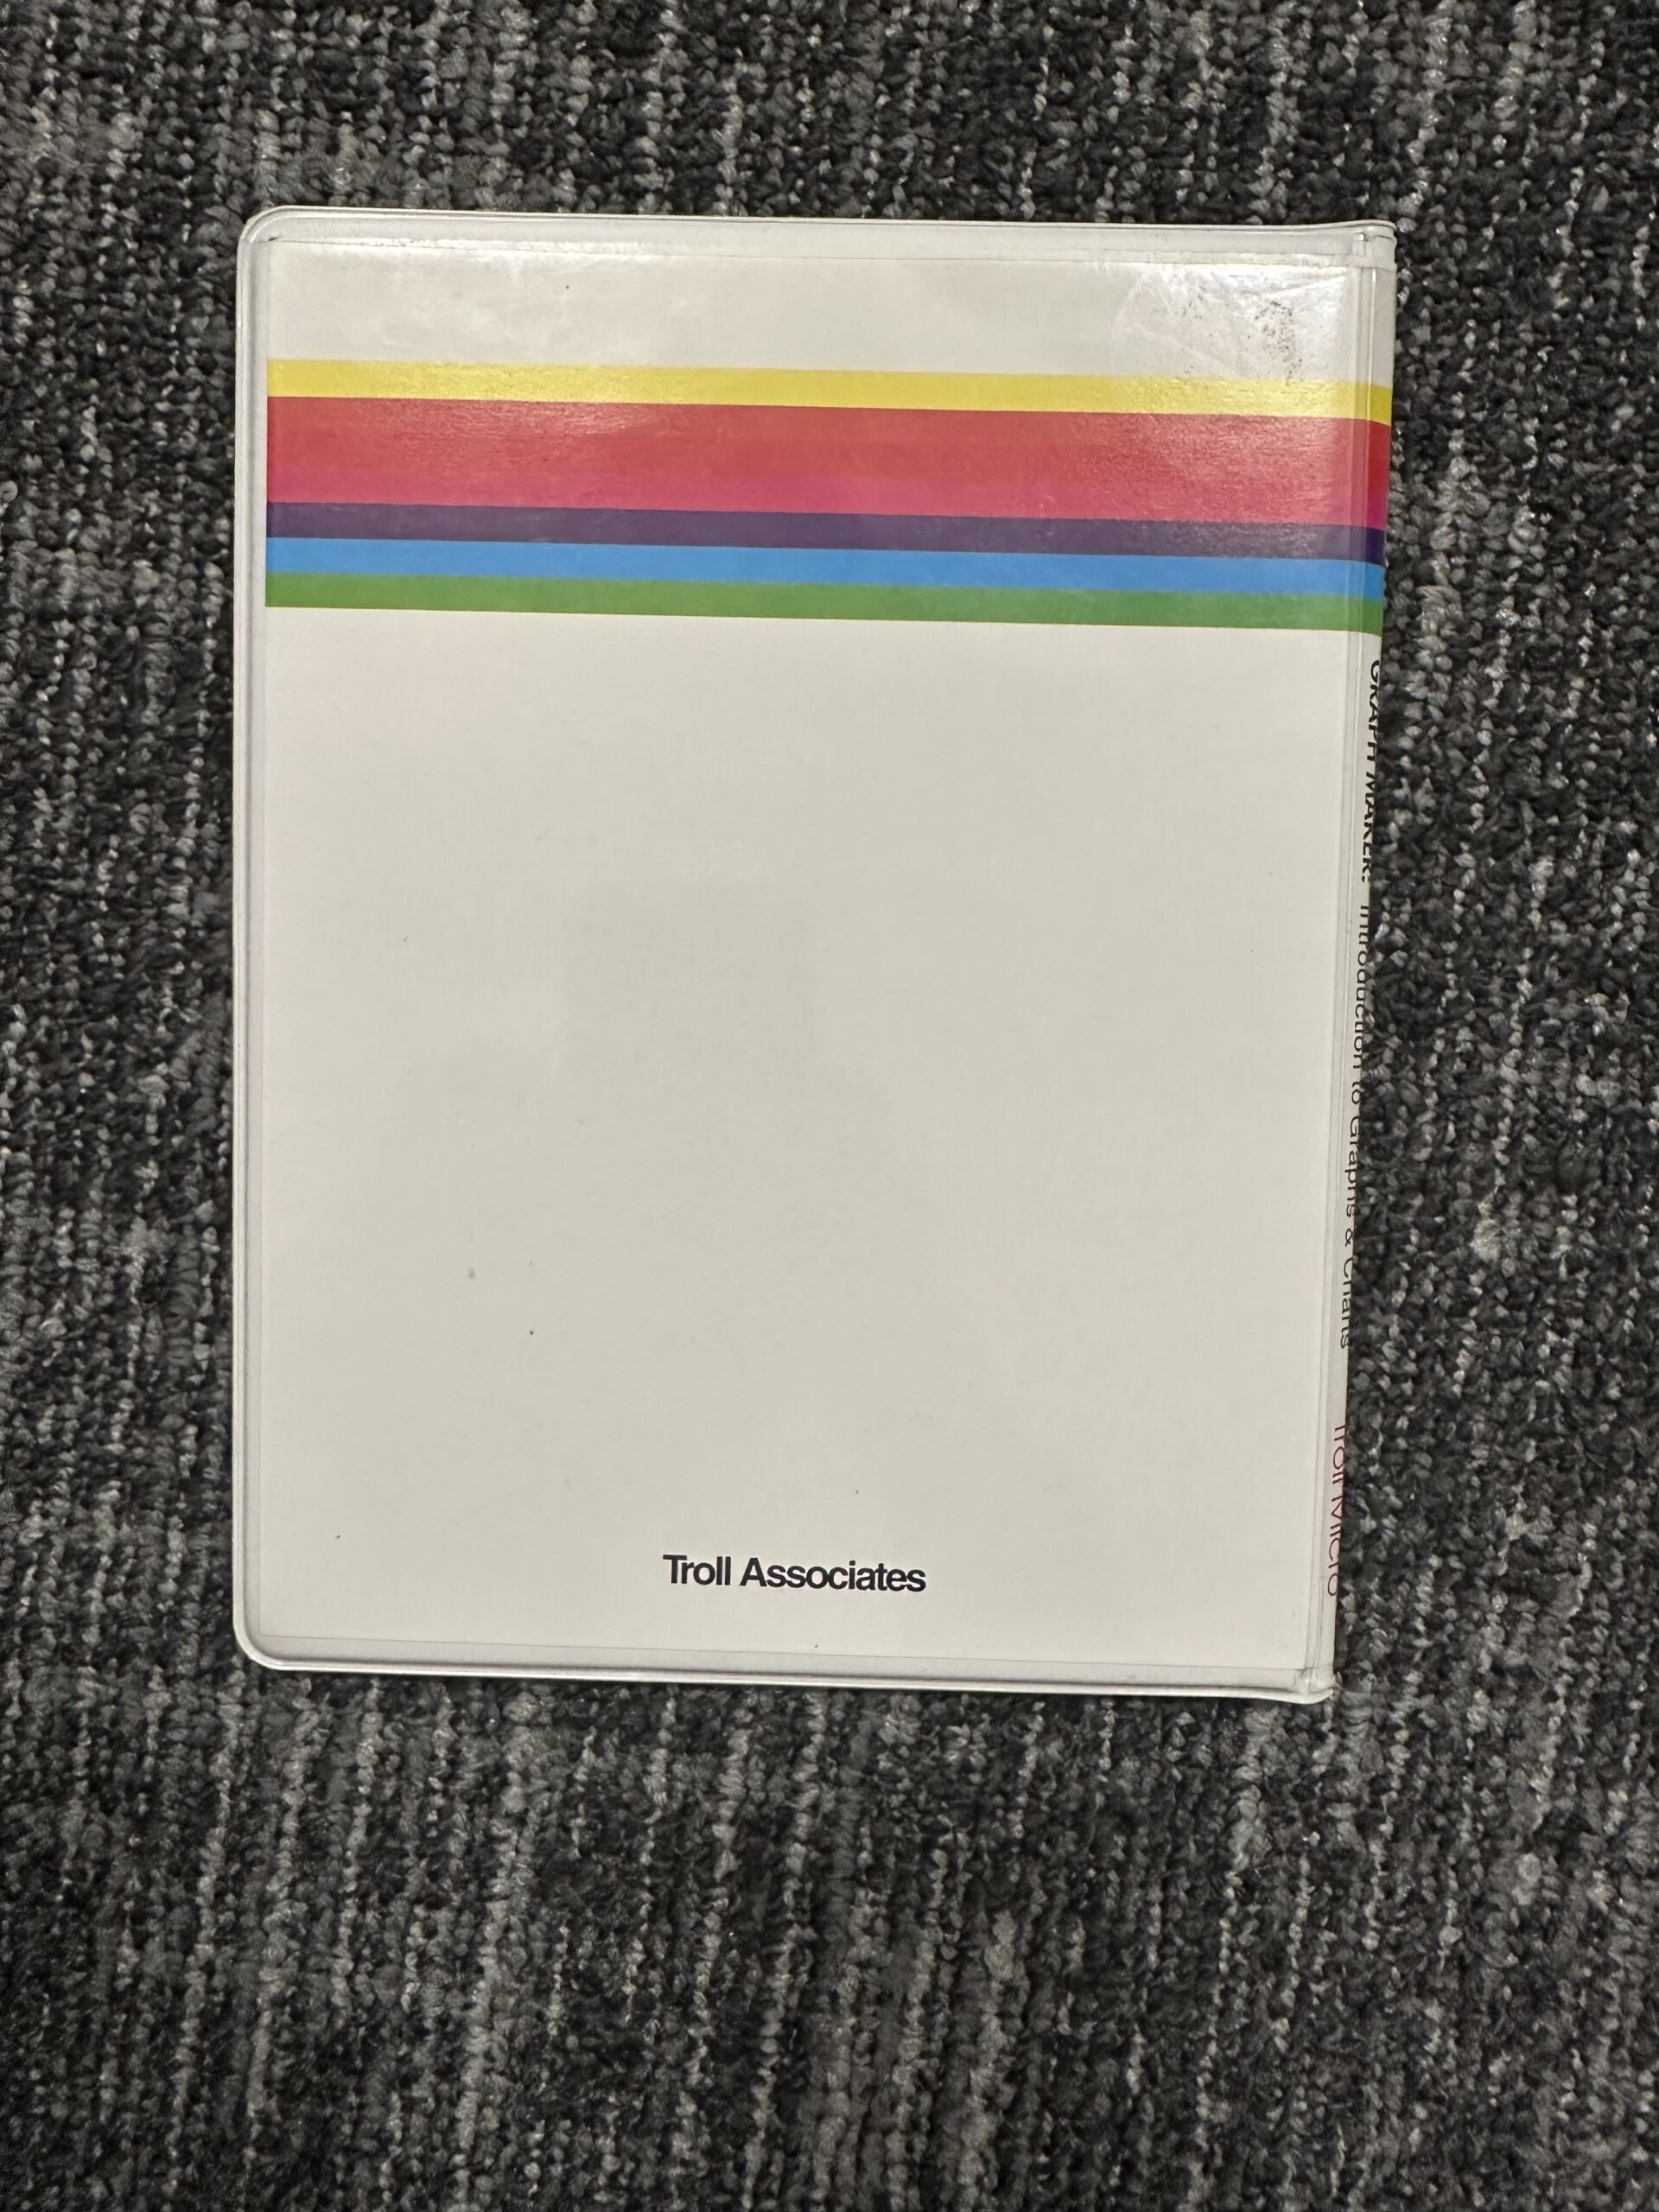 Troll Associates
GRAPH MAKER: Introduction to Graphs & Charts Troll Micro